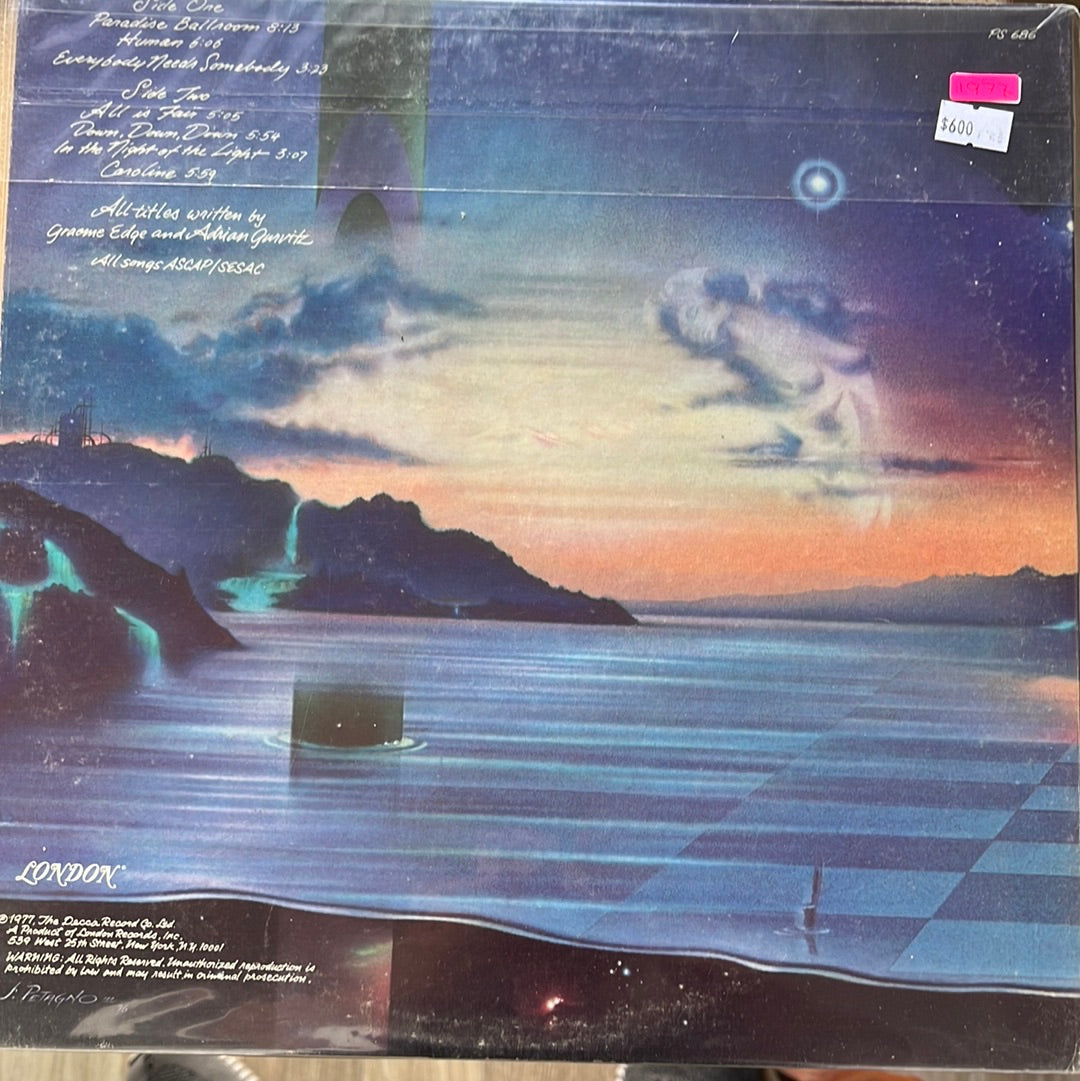 Side One
Paradise Ballroom 8:13
Human 6:06
Everybody Needs Somebody 3:23
Side Two
All is Fair 5:05
Down, Down, Down 5:54
In the Night of the Light 3:07
Caroline 5:59
All titles written by
Graeme Edge and Adrian Gurvitz
All songs ASCAP/SESAC
PS 686
1977
$600
LONDON®
℗1977, The Decca Record Co. Ltd.
A Product of London Records, Inc.
539 West 25th Street, New York, N.Y. 10001
WARNING: All Rights Reserved. Unauthorized reproduction is
prohibited by law and may result in criminal prosecution.
J. PETAGNO
76